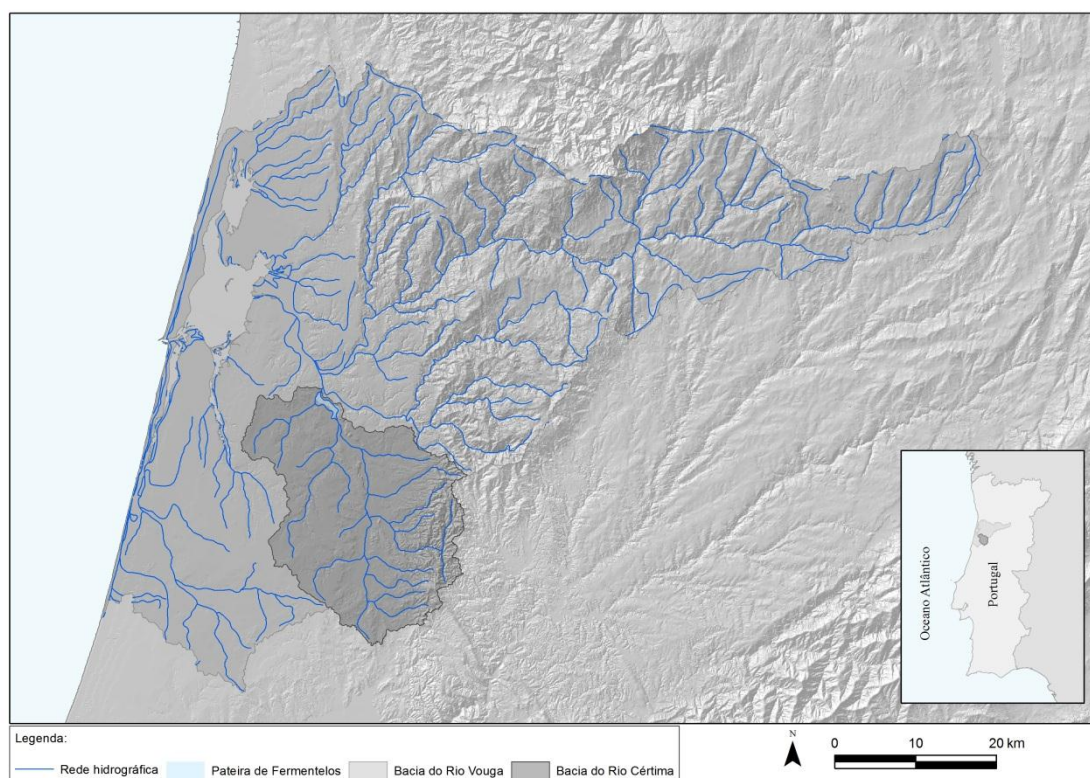 Oceano Atlântico
Portugal
Legenda:
Rede hidrográfica
Pateira de Fermentelos
Bacia do Rio Vouga
Bacia do Rio Cértima
N
0 10 20 km